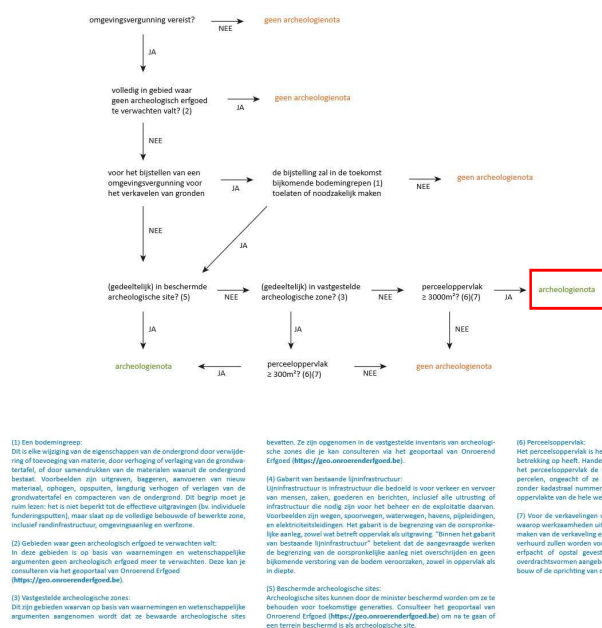 omgevingsvergunning vereist?
NEE
geen archeologienota
JA
volledig in gebied waar
geen archeologisch erfgoed
te verwachten valt? (2)
JA
geen archeologienota
NEE
voor het bijstellen van een
omgevingsvergunning voor
het verkavelen van gronden
JA
de bijstelling zal in de toekomst
bijkomende bodemingrepen (1)
toelaten of noodzakelijk maken
NEE
geen archeologienota
NEE
JA
(gedeeltelijk) in beschermde
archeologische site? (5)
NEE
(gedeeltelijk) in vastgestelde
archeologische zone? (3)
NEE
perceeloppervlak
≥ 3000m²? (6)(7)
JA
archeologienota
JA
JA
NEE
archeologienota
JA
perceeloppervlak
≥ 300m²? (6)(7)
NEE
geen archeologienota
(1) Een bodemingreep:
Dit is elke wijziging van de eigenschappen van de ondergrond door verwijde-
ring of toevoeging van materie, door verhoging of verlaging van de grondwa-
tertafel, of door samendrukken van de materialen waaruit de ondergrond
bestaat. Voorbeelden zijn uitgraven, baggeren, aanvoeren van nieuw
materiaal, ophogen, opspuiten, langdurig verhogen of verlagen van de
grondwatertafel en compacteren van de ondergrond. Dit begrip moet je
ruim lezen: het is niet beperkt tot de effectieve uitgravingen (bv. individuele
funderingsputten), maar slaat op de volledige bebouwde of bewerkte zone,
inclusief randinfrastructuur, omgevingsaanleg en werfzone.
(2) Gebieden waar geen archeologisch erfgoed te verwachten valt:
In deze gebieden is op basis van waarnemingen en wetenschappelijke
argumenten geen archeologisch erfgoed meer te verwachten. Deze kan je
consulteren via het geoportaal van Onroerend Erfgoed
(https://geo.onroerenderfgoed.be).
(3) Vastgestelde archeologische zones:
Dit zijn gebieden waarvan op basis van waarnemingen en wetenschappelijke
argumenten aangenomen wordt dat ze bewaarde archeologische sites
bevatten. Ze zijn opgenomen in de vastgestelde inventaris van archeologi-
sche zones die je kan consulteren via het geoportaal van Onroerend
Erfgoed (https://geo.onroerenderfgoed.be).
(4) Gabarit van bestaande lijninfrastructuur:
Lijninfrastructuur is infrastructuur die bedoeld is voor verkeer en vervoer
van mensen, zaken, goederen en berichten, inclusief alle uitrusting of
infrastructuur die nodig zijn voor het beheer en de exploitatie daarvan.
Voorbeelden zijn wegen, spoorwegen, waterwegen, havens, pijpleidingen,
en elektriciteitsleidingen. Het gabarit is de begrenzing van de oorspronke-
lijke aanleg, zowel wat betreft oppervlak als uitgraving. "Binnen het gabarit
van bestaande lijninfrastructuur" betekent dat de aangevraagde werken
de begrenzing van de oorspronkelijke aanleg niet overschrijden en geen
bijkomende verstoring van de bodem veroorzaken, zowel in oppervlak als
in diepte.
(5) Beschermde archeologische sites:
Archeologische sites kunnen door de minister beschermd worden om ze te
behouden voor toekomstige generaties. Consulteer het geoportaal van
Onroerend Erfgoed (https://geo.onroerenderfgoed.be) om na te gaan of
een terrein beschermd is als archeologische site.
(6) Perceelsoppervlak:
Het perceelsoppervlak is he
betrekking op heeft. Hande
het perceelsoppervlak de
percelen, ongeacht of ze
zonder kadastraal nummer
oppervlakte van de hele we
(7) Voor de verkavelingen v
waarop werkzaamheden uit
maken van de verkaveling e
verhuurd zullen worden voo
erfpacht of opstal gevest
overdrachtsvormen aangeb
bouw of de oprichting van c